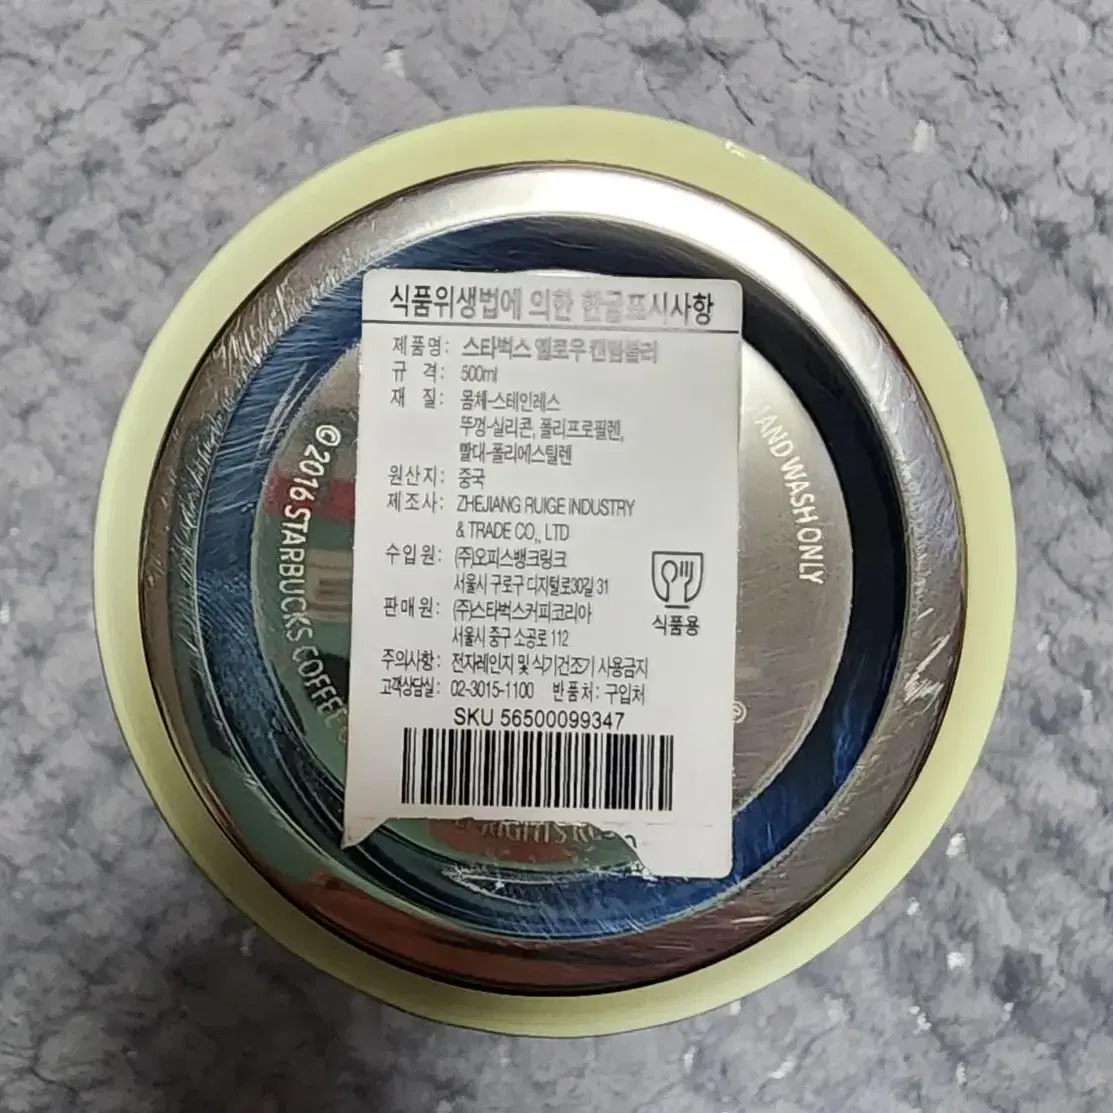 식품위생법에 의한 한글표시사항
제품명: 스타벅스 옐로우 캔텀블러
규 격: 500ml
재 질: 몸체-스테인레스
뚜껑-실리콘, 폴리프로필렌,
빨대-폴리에스틸렌
원산지: 중국
제조사: ZHEJIANG RUIGE INDUSTRY
& TRADE CO,, LTD
수입원: (주)오피스뱅크링크
서울시 구로구 디지털로30길 31
판매원: (주)스타벅스커피코리아
서울시 중구 소공로 112
주의사항: 전자레인지 및 식기건조기 사용금지
고객상담실: 02-3015-1100 반품처: 구입처
식품용
SKU 56500099347
© 2016 STARBUCKS COFFEE
HAND WASH ONLY
RIGHTS